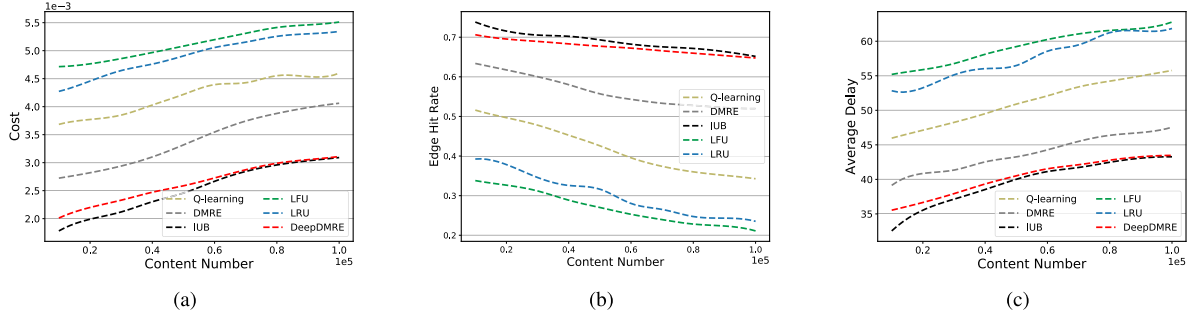 1e−3
5.5
5.0
4.5
4.0
3.5
3.0
2.5
2.0
Cost
0.2 0.4 0.6 0.8 1.0
Content Number 1e5
Q-learning LFU
DMRE LRU
IUB DeepDMRE
(a)
0.8
0.7
0.6
0.5
0.4
0.3
0.2
Edge Hit Rate
0.2 0.4 0.6 0.8 1.0
Content Number 1e5
Q-learning
DMRE
IUB
LFU
LRU
(b)
60
55
50
45
40
35
Average Delay
0.2 0.4 0.6 0.8 1.0
Content Number 1e5
Q-learning LFU
DMRE LRU
IUB DeepDMRE
(c)